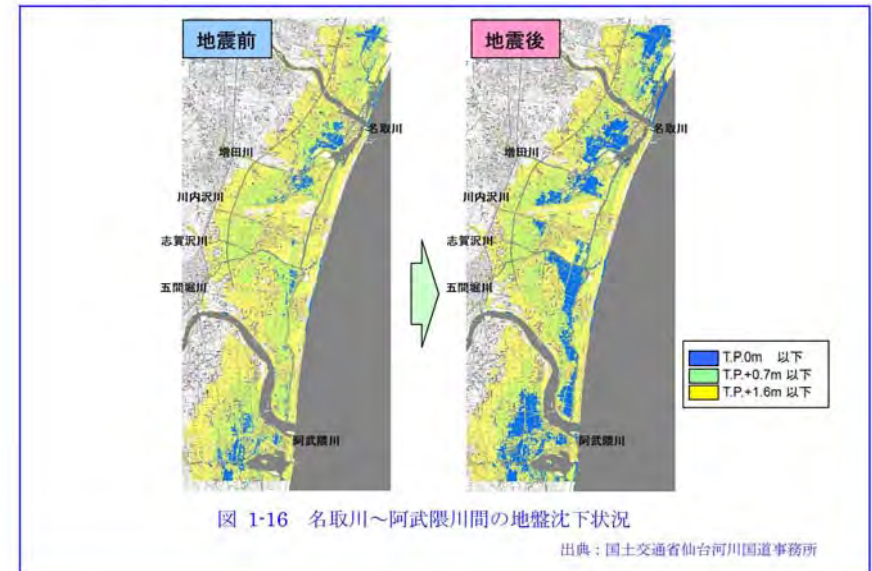 地震前
地震後
名取川
増田川
川内沢川
志賀沢川
五間堀川
阿武隈川
名取川
増田川
川内沢川
志賀沢川
五間堀川
阿武隈川
T.P.0m 以下
T.P.+0.7m 以下
T.P.+1.6m 以下
図 1-16 名取川～阿武隈川間の地盤沈下状況
出典：国土交通省仙台河川国道事務所